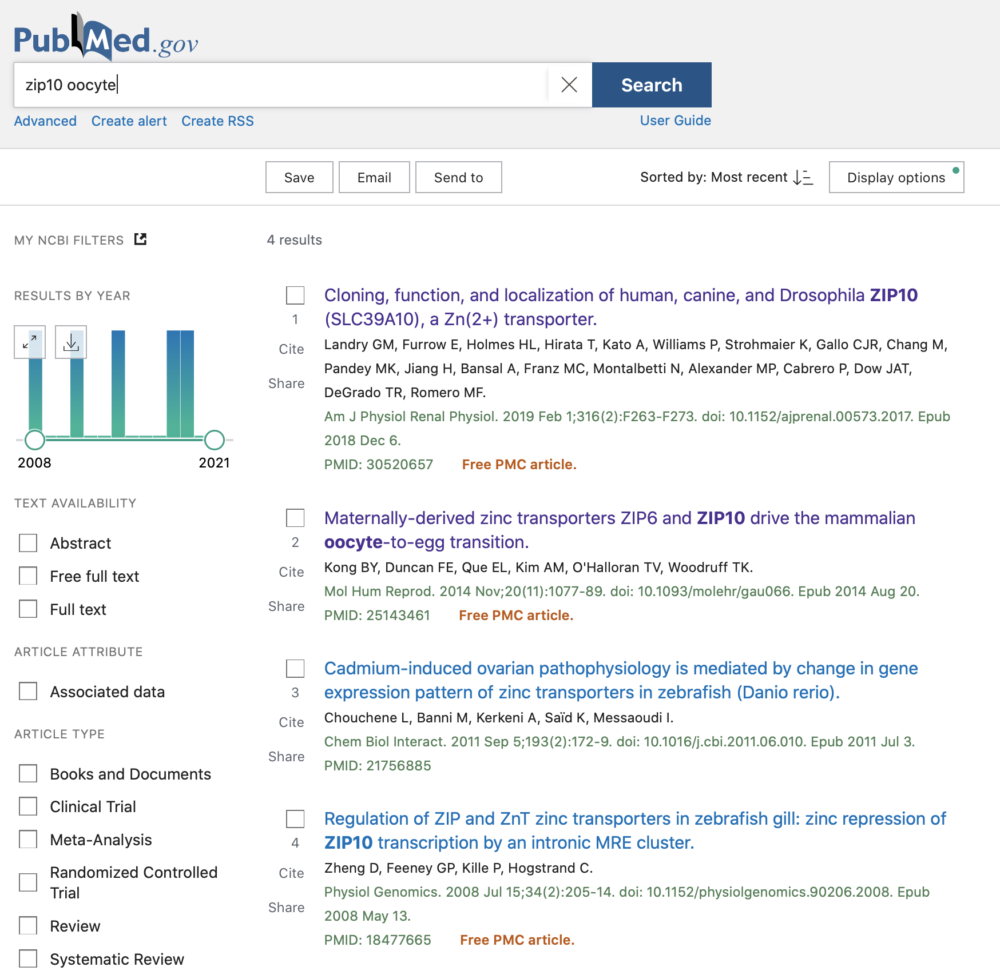 PubMed.gov
zip10 oocyte
Search
Advanced Create alert Create RSS User Guide
Save Email Send to Sorted by: Most recent Display options
MY NCBI FILTERS
4 results
RESULTS BY YEAR
2008 2021
TEXT AVAILABILITY
Abstract
Free full text
Full text
ARTICLE ATTRIBUTE
Associated data
ARTICLE TYPE
Books and Documents
Clinical Trial
Meta-Analysis
Randomized Controlled
Trial
Review
Systematic Review
1
Cite
Share
Cloning, function, and localization of human, canine, and Drosophila ZIP10
(SLC39A10), a Zn(2+) transporter.
Landry GM, Furrow E, Holmes HL, Hirata T, Kato A, Williams P, Strohmaier K, Gallo CJR, Chang M,
Pandey MK, Jiang H, Bansal A, Franz MC, Montalbetti N, Alexander MP, Cabrero P, Dow JAT,
DeGrado TR, Romero MF.
Am J Physiol Renal Physiol. 2019 Feb 1;316(2):F263-F273. doi: 10.1152/ajprenal.00573.2017. Epub
2018 Dec 6.
PMID: 30520657 Free PMC article.
2
Cite
Share
Maternally-derived zinc transporters ZIP6 and ZIP10 drive the mammalian
oocyte-to-egg transition.
Kong BY, Duncan FE, Que EL, Kim AM, O'Halloran TV, Woodruff TK.
Mol Hum Reprod. 2014 Nov;20(11):1077-89. doi: 10.1093/molehr/gau066. Epub 2014 Aug 20.
PMID: 25143461 Free PMC article.
3
Cite
Share
Cadmium-induced ovarian pathophysiology is mediated by change in gene
expression pattern of zinc transporters in zebrafish (Danio rerio).
Chouchene L, Banni M, Kerkeni A, Saïd K, Messaoudi I.
Chem Biol Interact. 2011 Sep 5;193(2):172-9. doi: 10.1016/j.cbi.2011.06.010. Epub 2011 Jul 3.
PMID: 21756885
4
Cite
Share
Regulation of ZIP and ZnT zinc transporters in zebrafish gill: zinc repression of
ZIP10 transcription by an intronic MRE cluster.
Zheng D, Feeney GP, Kille P, Hogstrand C.
Physiol Genomics. 2008 Jul 15;34(2):205-14. doi: 10.1152/physiolgenomics.90206.2008. Epub
2008 May 13.
PMID: 18477665 Free PMC article.